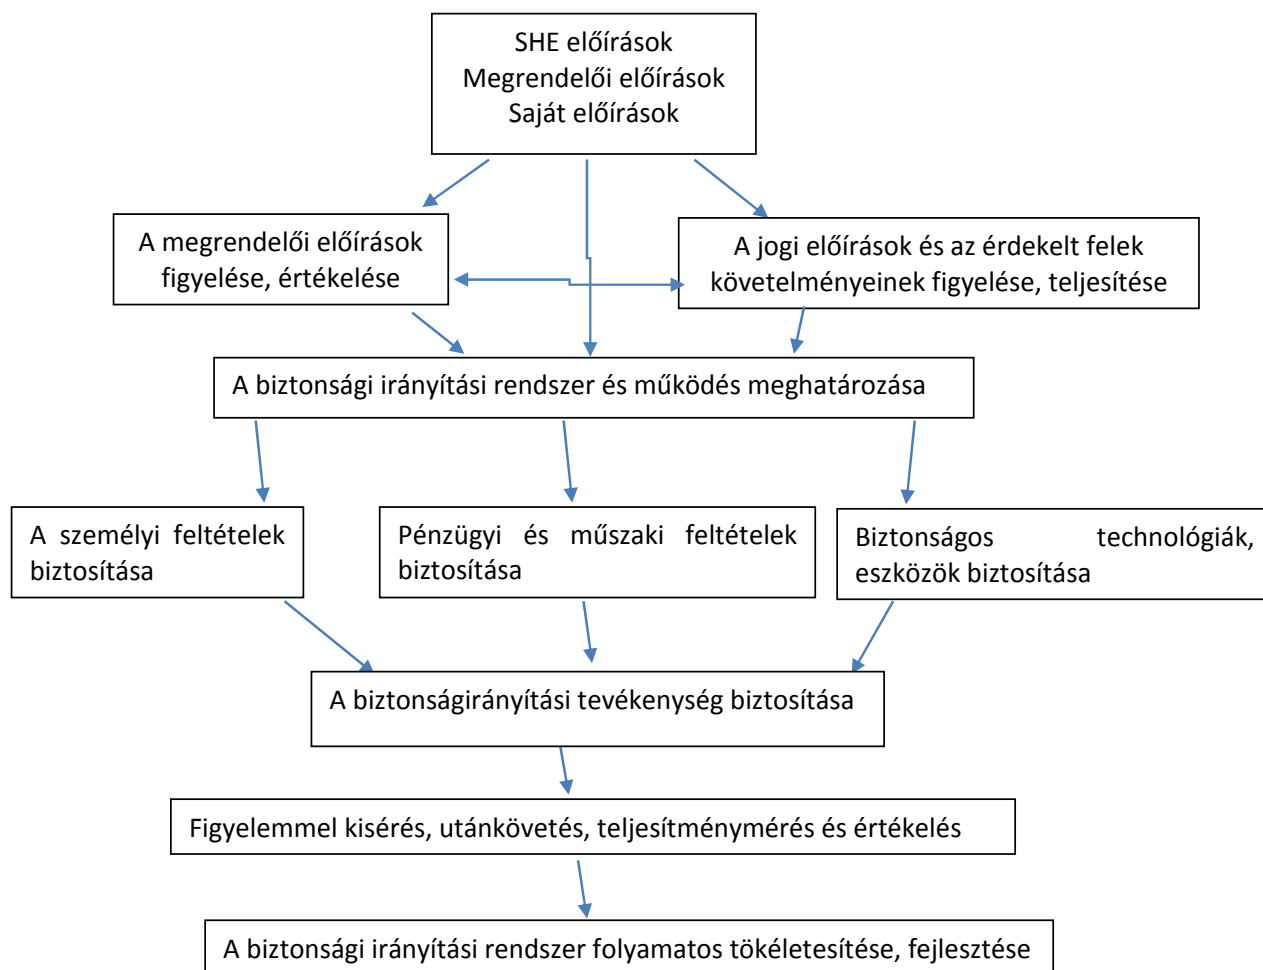 SHE előírások
Megrendelői előírások
Saját előírások
A megrendelői előírások
figyelése, értékelése
A jogi előírások és az érdekelt felek
követelményeinek figyelése, teljesítése
A biztonsági irányítási rendszer és működés meghatározása
A személyi feltételek
biztosítása
Pénzügyi és műszaki feltételek
biztosítása
Biztonságos technológiák,
eszközök biztosítása
A biztonságirányítási tevékenység biztosítása
Figyelemmel kisérés, utánkövetés, teljesítménymérés és értékelés
A biztonsági irányítási rendszer folyamatos tökéletesítése, fejlesztése